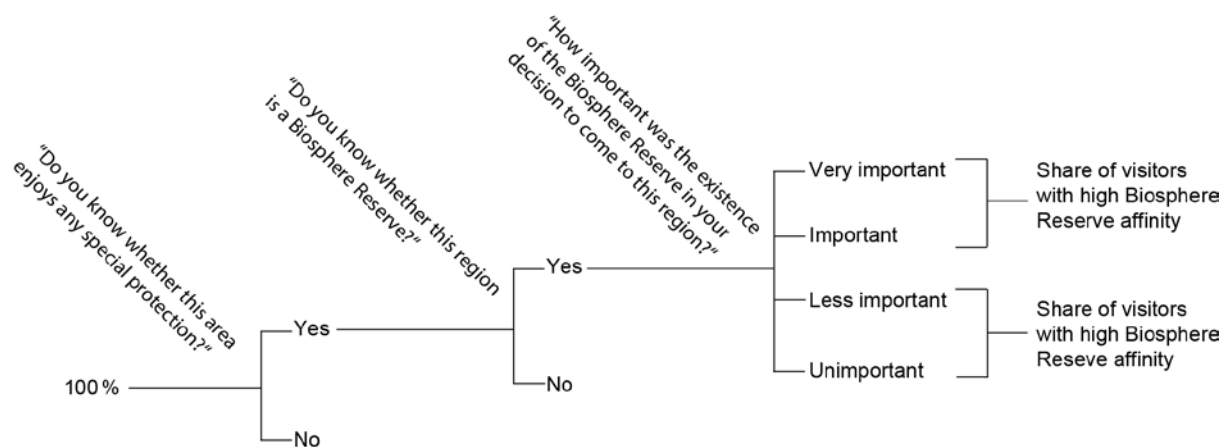 “Do you know whether this area
enjoys any special protection?“
“Do you know whether this region
is a Biosphere Reserve?“
“How important was the existence
of the Biosphere Reserve in your
decision to come to this region?“
100 %
Yes
No
Yes
No
Very important
Important
Less important
Unimportant
Share of visitors
with high Biosphere
Reserve affinity
Share of visitors
with high Biosphere
Reseve affinity